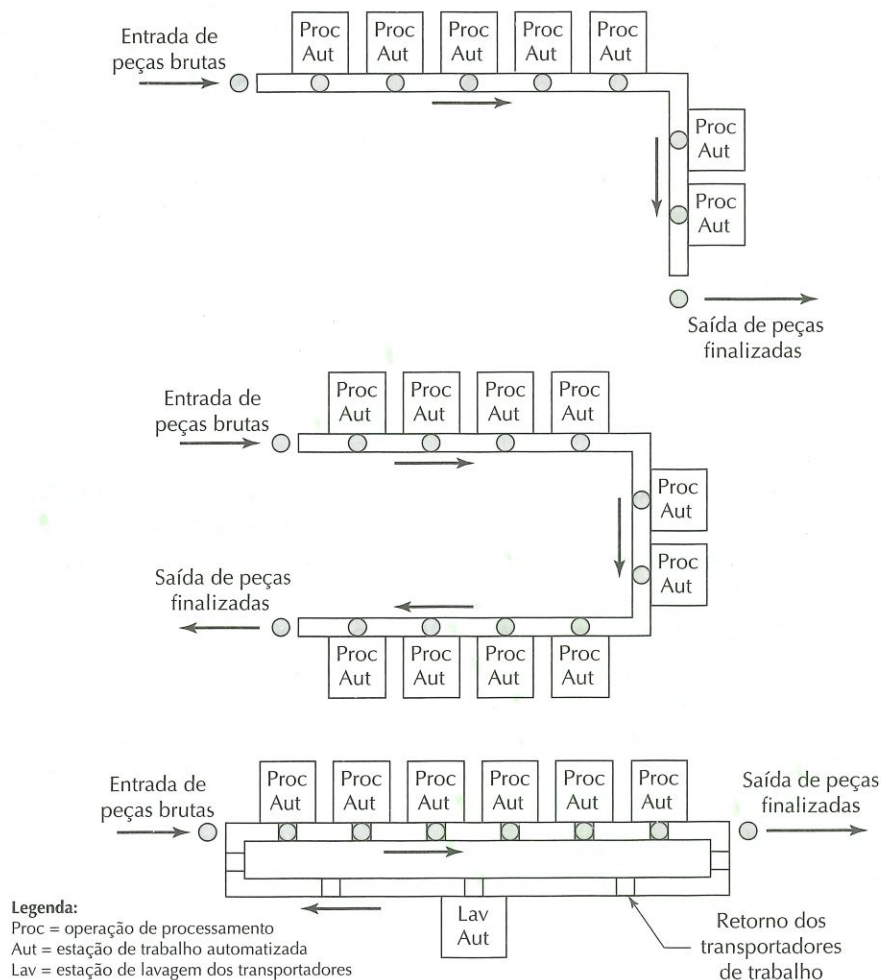 Entrada de
peças brutas
Proc
Aut
Proc
Aut
Proc
Aut
Proc
Aut
Proc
Aut
Proc
Aut
Proc
Aut
Saída de peças
finalizadas
Entrada de
peças brutas
Proc
Aut
Proc
Aut
Proc
Aut
Proc
Aut
Proc
Aut
Proc
Aut
Saída de peças
finalizadas
Proc
Aut
Proc
Aut
Proc
Aut
Proc
Aut
Entrada de
peças brutas
Proc
Aut
Proc
Aut
Proc
Aut
Proc
Aut
Proc
Aut
Proc
Aut
Saída de peças
finalizadas
Lav
Aut
Retorno dos
transportadores
de trabalho
Legenda:
Proc = operação de processamento
Aut = estação de trabalho automatizada
Lav = estação de lavagem dos transportadores